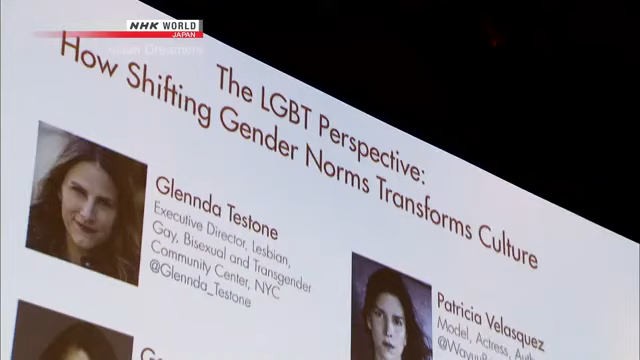 NHK WORLD
JAPAN
Dreamers
The LGBT Perspective:
How Shifting Gender Norms Transforms Culture
Glennda Testone
Executive Director, Lesbian,
Gay, Bisexual and Transgender
Community Center, NYC
@Glennda_Testone
Patricia Velasquez
Model, Actress,